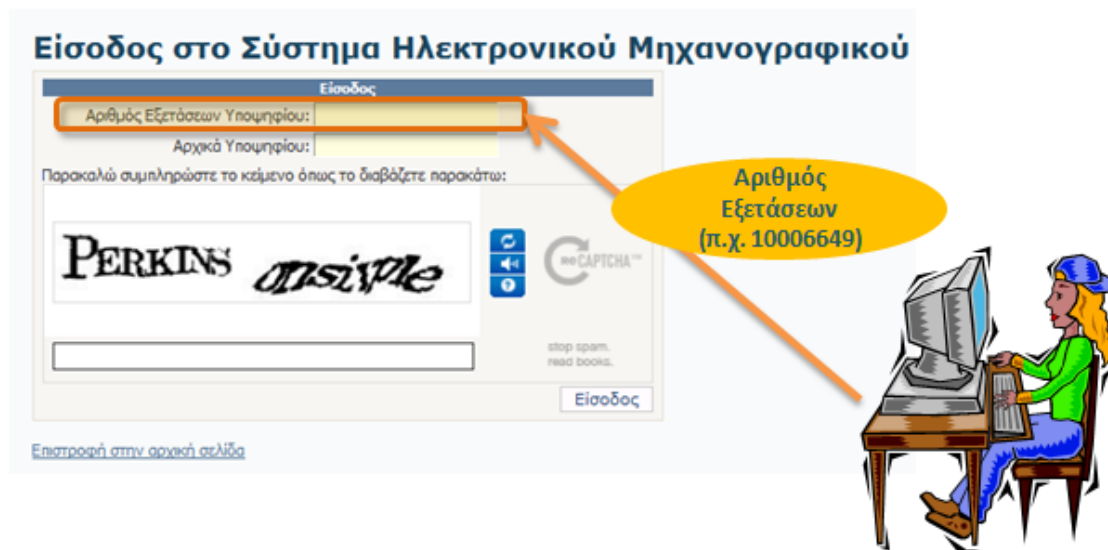 Είσοδος στο Σύστημα Ηλεκτρονικού Μηχανογραφικού
Είσοδος
Αριθμός Εξετάσεων Υποψηφίου:
Αρχικά Υποψηφίου:
Παρακαλώ συμπληρώστε το κείμενο όπως το διαβάζετε παρακάτω:
PERKINS
reCAPTCHA™
stop spam.
read books.
Είσοδος
Επιστροφή στην αρχική σελίδα
Αριθμός
Εξετάσεων
(π.χ. 10006649)